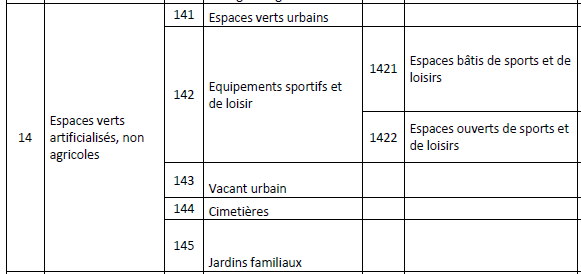 141 Espaces verts urbains
14
Espaces verts
artificialisés, non
agricoles
142
Equipements sportifs et
de loisir
1421
Espaces bâtis de sports et de
loisirs
1422
Espaces ouverts de sports et
de loisirs
143
Vacant urbain
144
Cimetières
145
Jardins familiaux